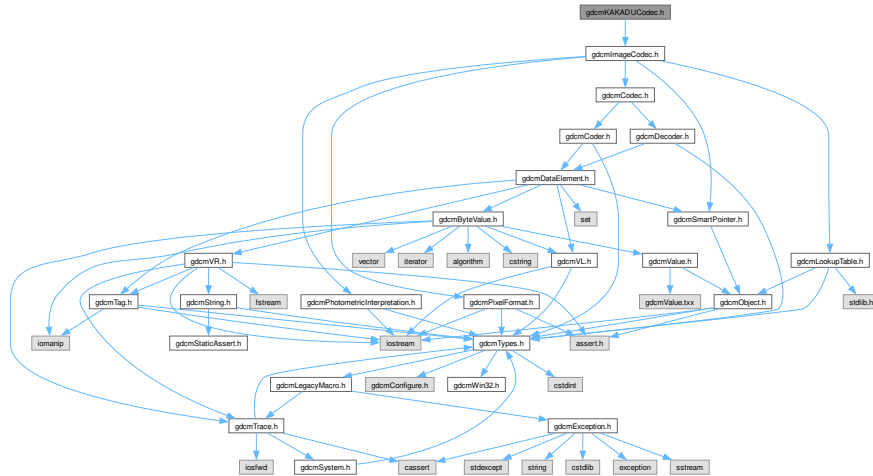 gdcmKAKADUCodec.h
gdcmImageCodec.h
gdcmCodec.h
gdcmCoder.h
gdcmDecoder.h
gdcmDataElement.h
gdcmByteValue.h
set
gdcmSmartPointer.h
gdcmVR.h
vector
iterator
algorithm
cstring
gdcmVL.h
gdcmValue.h
gdcmLookupTable.h
gdcmTag.h
gdcmString.h
fstream
gdcmPhotometricInterpretation.h
gdcmPixelFormat.h
gdcmValue.txx
gdcmObject.h
stdlib.h
iomanip
gdcmStaticAssert.h
iostream
gdcmTypes.h
assert.h
gdcmLegacyMacro.h
gdcmConfigure.h
gdcmWin32.h
cstdint
gdcmTrace.h
gdcmException.h
iosfwd
gdcmSystem.h
cassert
stdexcept
string
cstdlib
exception
sstream